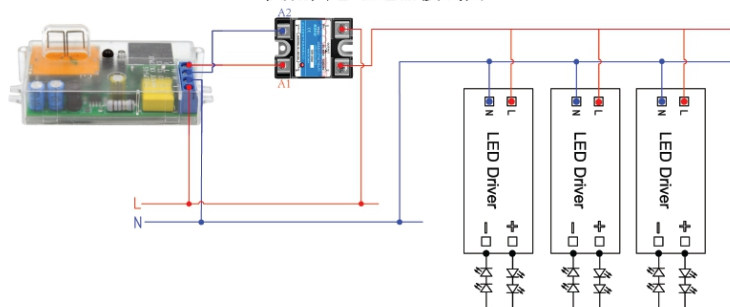 A2
A1
L
N
N L
LED Driver
- +
N L
LED Driver
- +
N L
LED Driver
- +